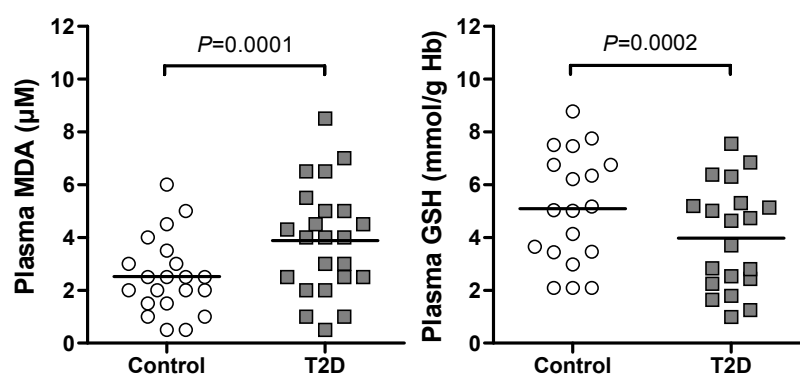 12
10
8
6
4
2
0
Plasma MDA (µM)
P=0.0001
Control
T2D
12
10
8
6
4
2
0
Plasma GSH (mmol/g Hb)
P=0.0002
Control
T2D